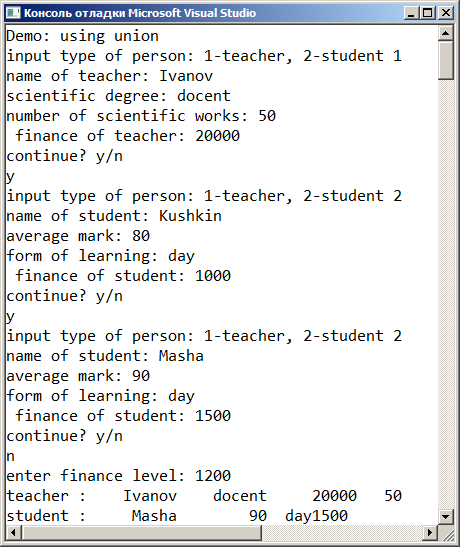 Консоль отладки Microsoft Visual Studio
Demo: using union
input type of person: 1-teacher, 2-student 1
name of teacher: Ivanov
scientific degree: docent
number of scientific works: 50
 finance of teacher: 20000
continue? y/n
y
input type of person: 1-teacher, 2-student 2
name of student: Kushkin
average mark: 80
form of learning: day
 finance of student: 1000
continue? y/n
y
input type of person: 1-teacher, 2-student 2
name of student: Masha
average mark: 90
form of learning: day
 finance of student: 1500
continue? y/n
n
enter finance level: 1200
teacher :    Ivanov    docent     20000   50
student :     Masha        90  day1500